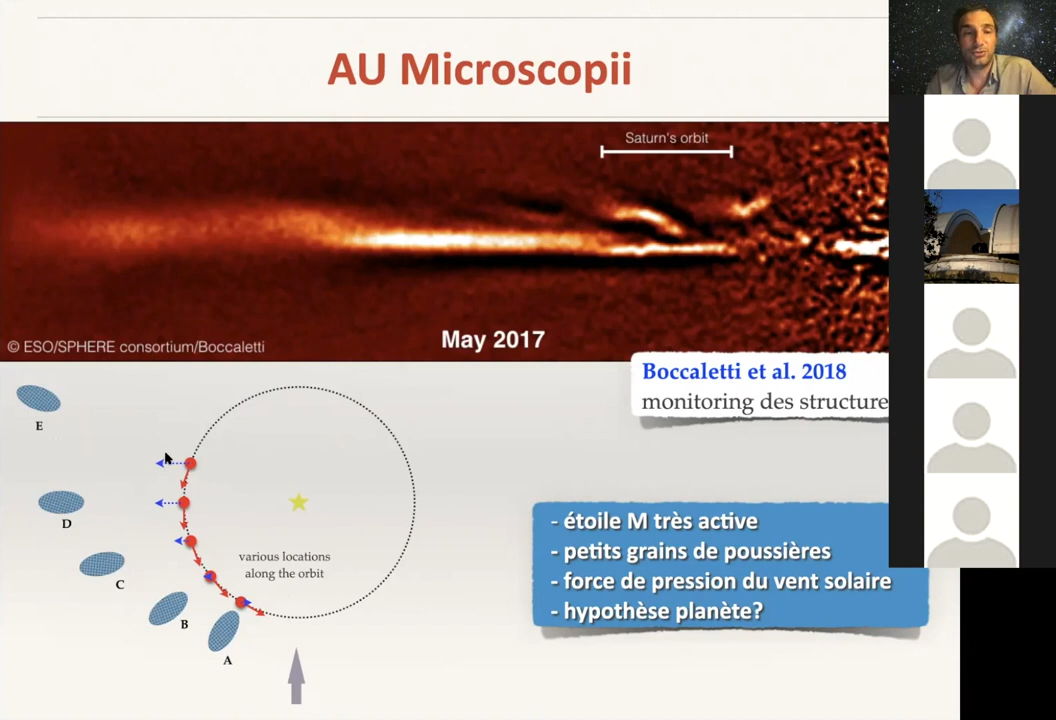 AU Microscopii
Saturn's orbit
© ESO/SPHERE consortium/Boccaletti
May 2017
Boccaletti et al. 2018
monitoring des structure
E
D
C
B
A
various locations
along the orbit
- étoile M très active
- petits grains de poussières
- force de pression du vent solaire
- hypothèse planète?